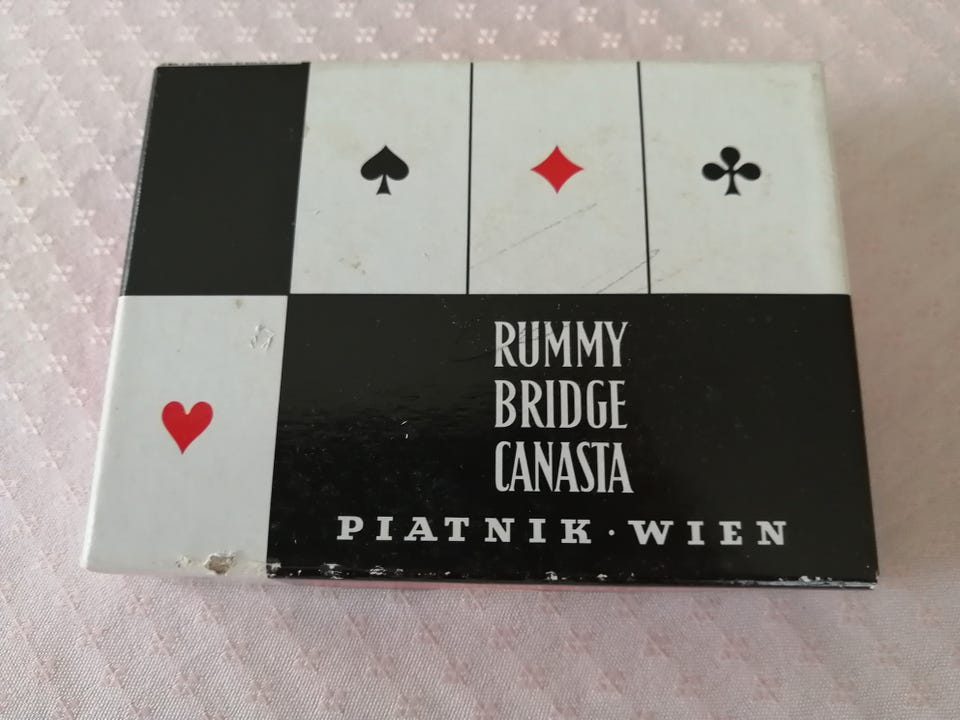 RUMMY
BRIDGE
CANASTA
PIATNIK · WIEN